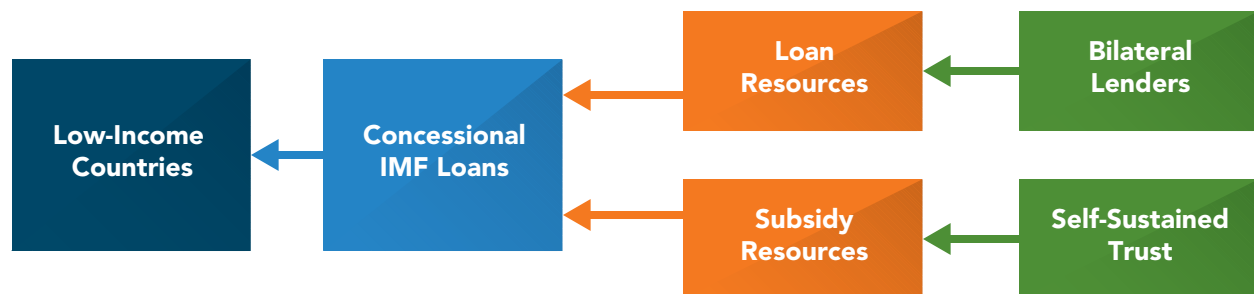 Low-Income
Countries
Concessional
IMF Loans
Loan
Resources
Bilateral
Lenders
Subsidy
Resources
Self-Sustained
Trust